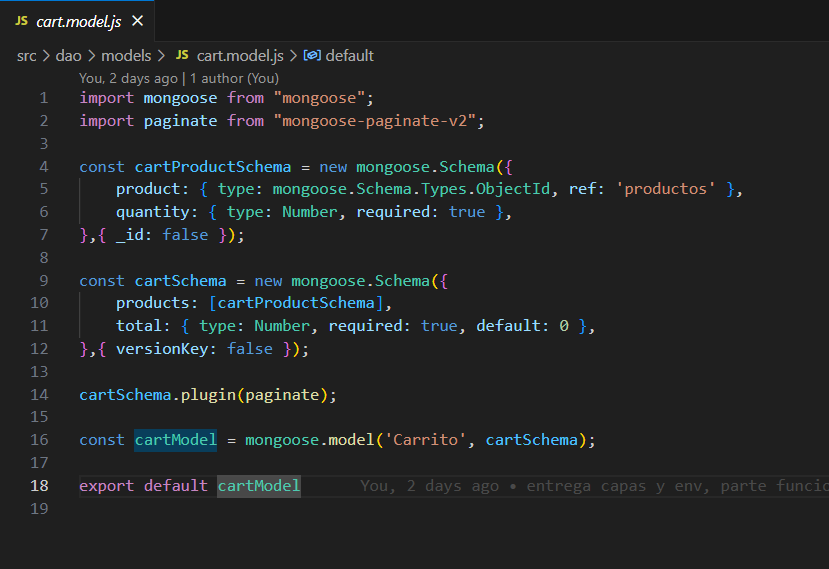 JS cart.model.js ×
src > dao > models > JS cart.model.js > default
You, 2 days ago | 1 author (You)
1 import mongoose from "mongoose";
2 import paginate from "mongoose-paginate-v2";
3
4 const cartProductSchema = new mongoose.Schema({
5     product: { type: mongoose.Schema.Types.ObjectId, ref: 'productos' },
6     quantity: { type: Number, required: true },
7 },{ _id: false });
8
9 const cartSchema = new mongoose.Schema({
10     products: [cartProductSchema],
11     total: { type: Number, required: true, default: 0 },
12 },{ versionKey: false });
13
14 cartSchema.plugin(paginate);
15
16 const cartModel = mongoose.model('Carrito', cartSchema);
17
18 export default cartModel     You, 2 days ago • entrega capas y env, parte funcio
19